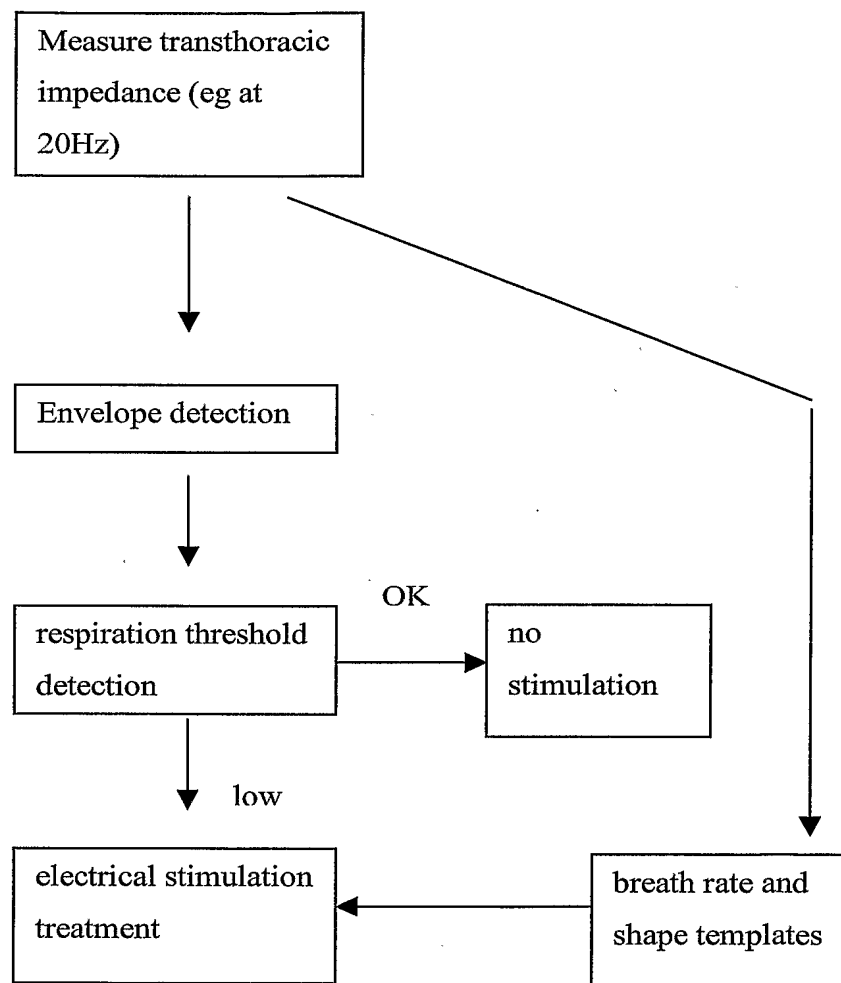 Measure transthoracic
impedance (eg at
20Hz)
Envelope detection
respiration threshold
detection
OK
no
stimulation
low
electrical stimulation
treatment
breath rate and
shape templates